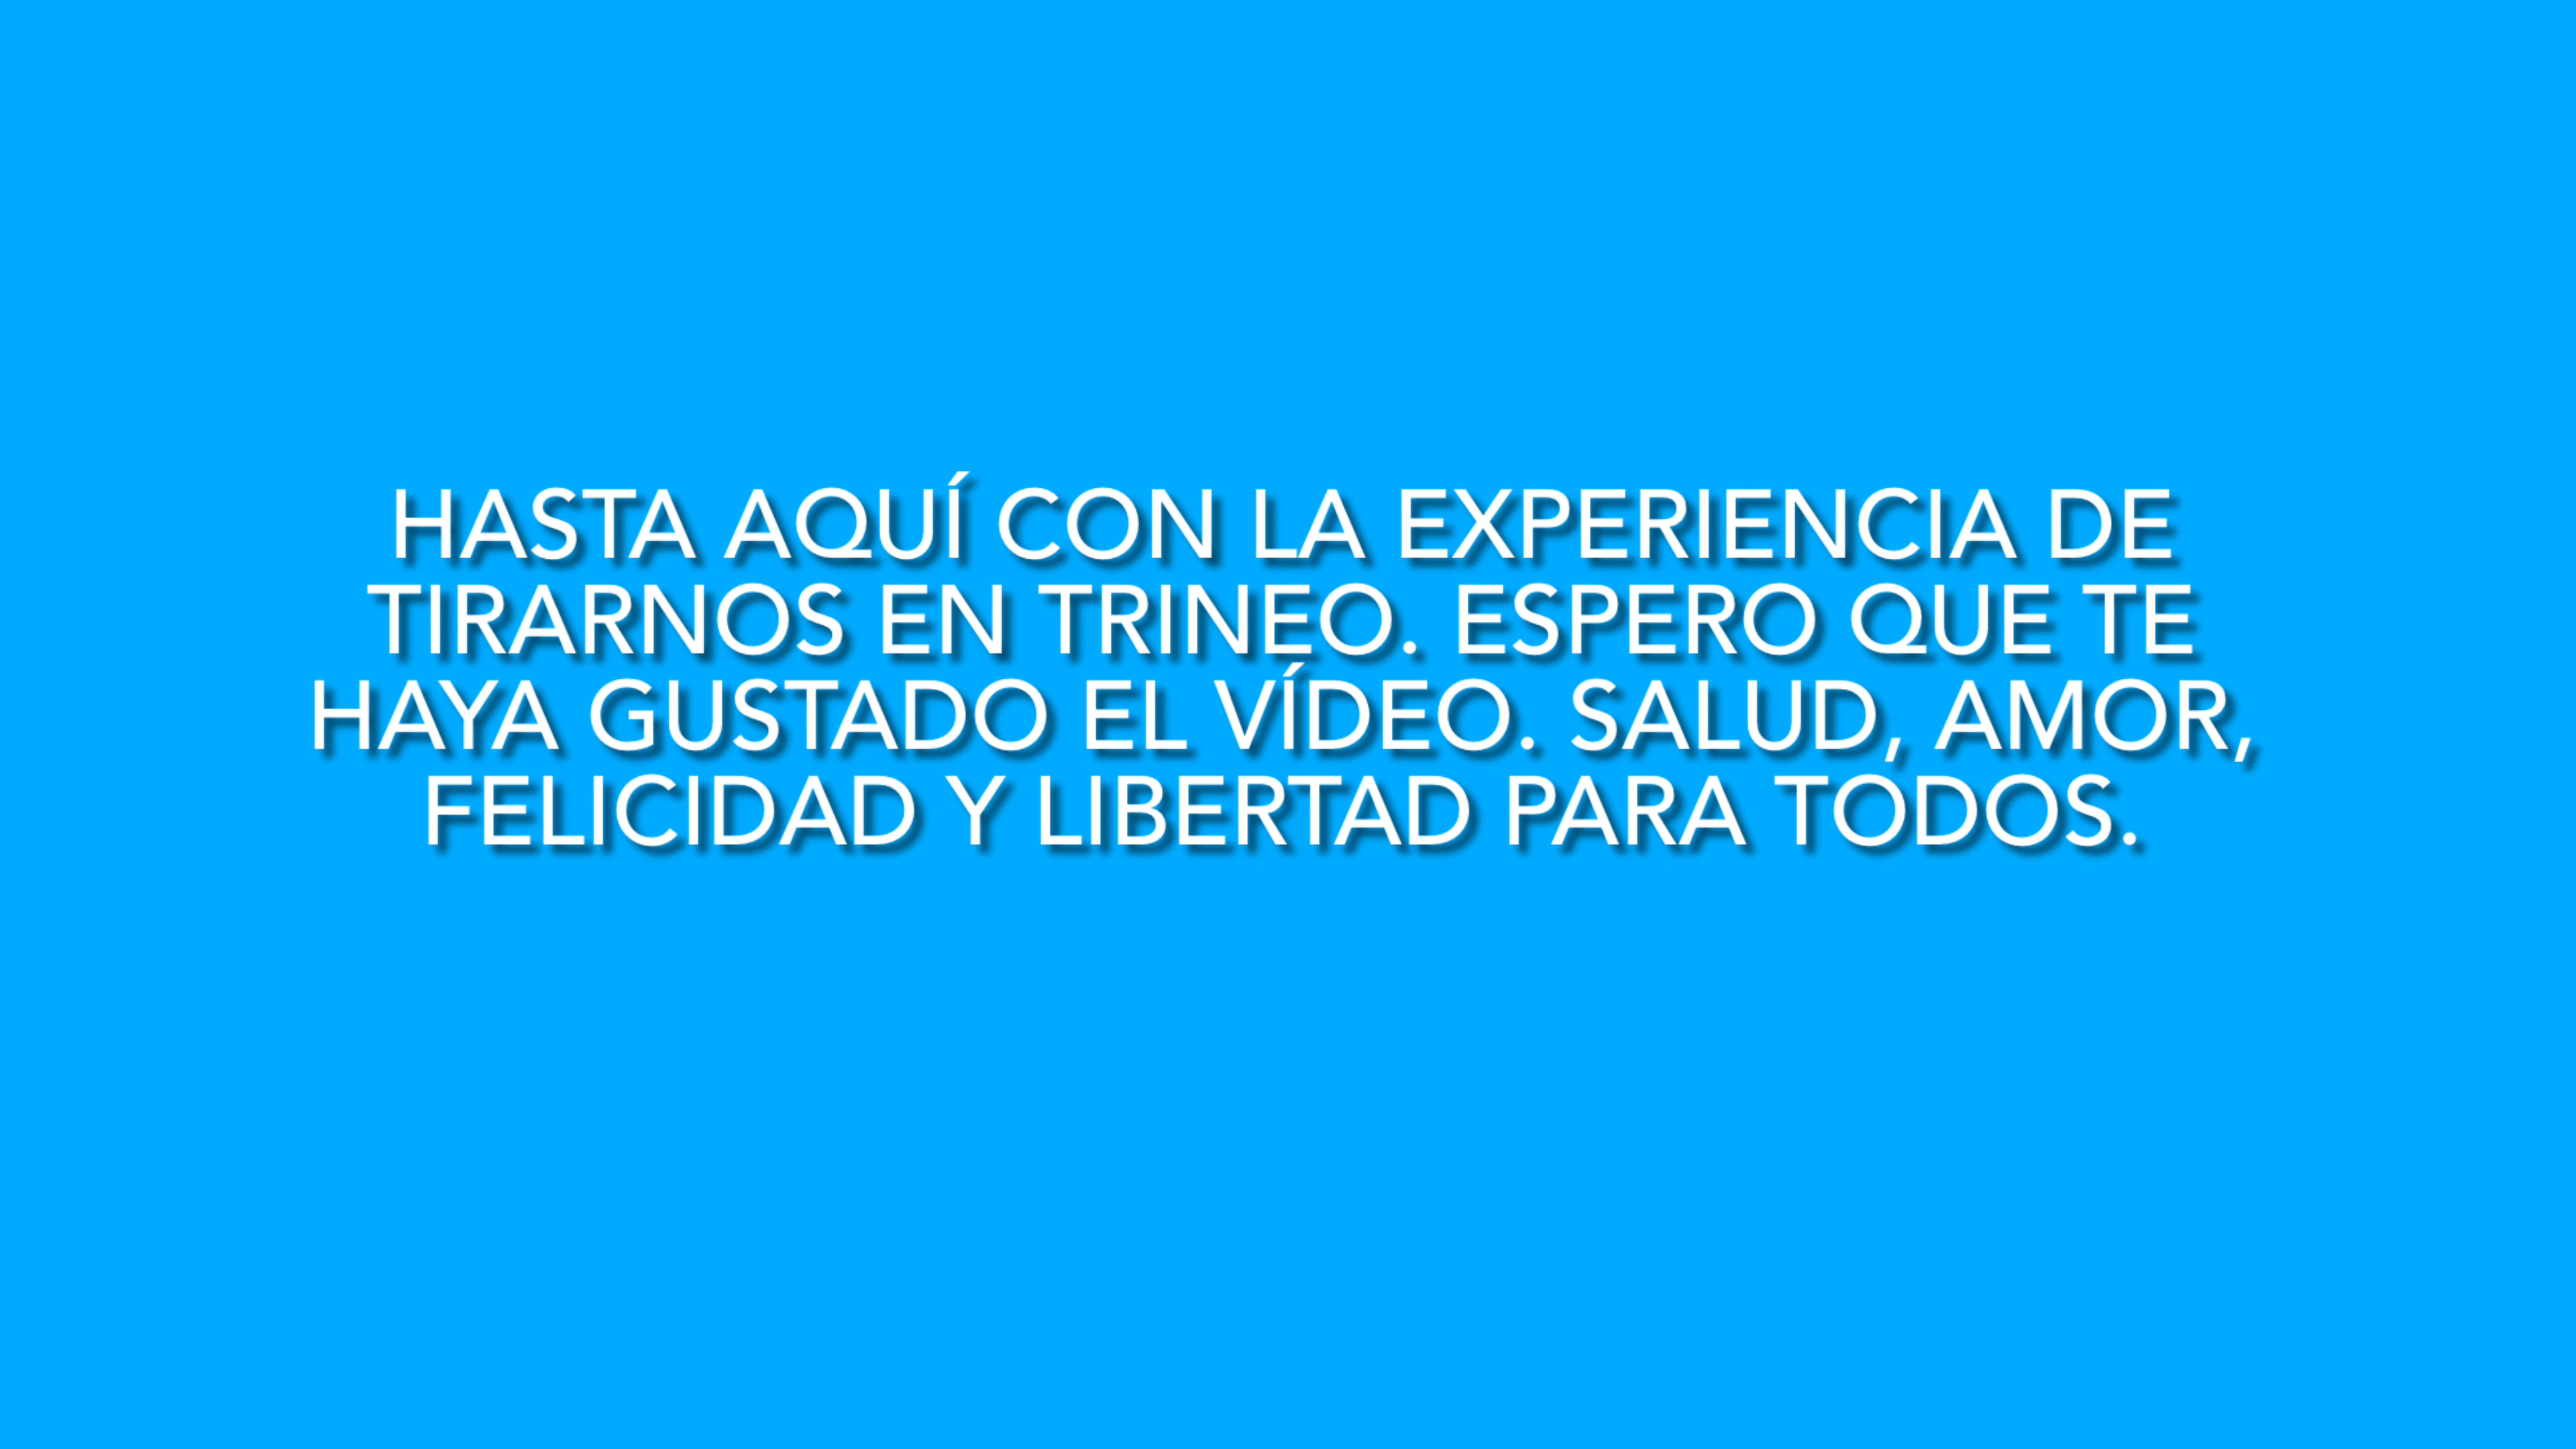 HASTA AQUÍ CON LA EXPERIENCIA DE
TIRARNOS EN TRINEO. ESPERO QUE TE
HAYA GUSTADO EL VÍDEO. SALUD, AMOR,
FELICIDAD Y LIBERTAD PARA TODOS.